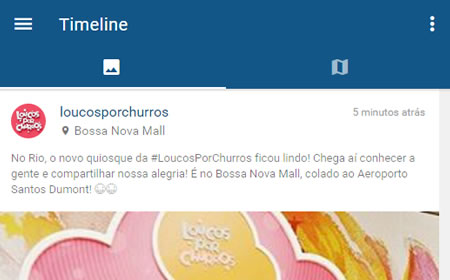 Timeline
LOUCOS
POR
CHURROS
loucosporchurros
5 minutos atrás
Bossa Nova Mall
No Rio, o novo quiosque da #LoucosPorChurros ficou lindo! Chega aí conhecer a
gente e compartilhar nossa alegria! É no Bossa Nova Mall, colado ao Aeroporto
Santos Dumont! 😄😄
LOUCOS
POR
CHURROS